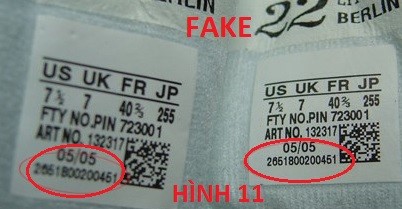 BERLIN
FAKE
22
BERLIN
US UK FR JP
7½ 7 40⅔ 255
FTY NO.PIN 723001
ART NO. 132317
05/05
2651800200451
US UK FR JP
7½ 7 40⅔ 255
FTY NO.PIN 723001
ART NO. 132317
05/05
2651800200451
HÌNH 11